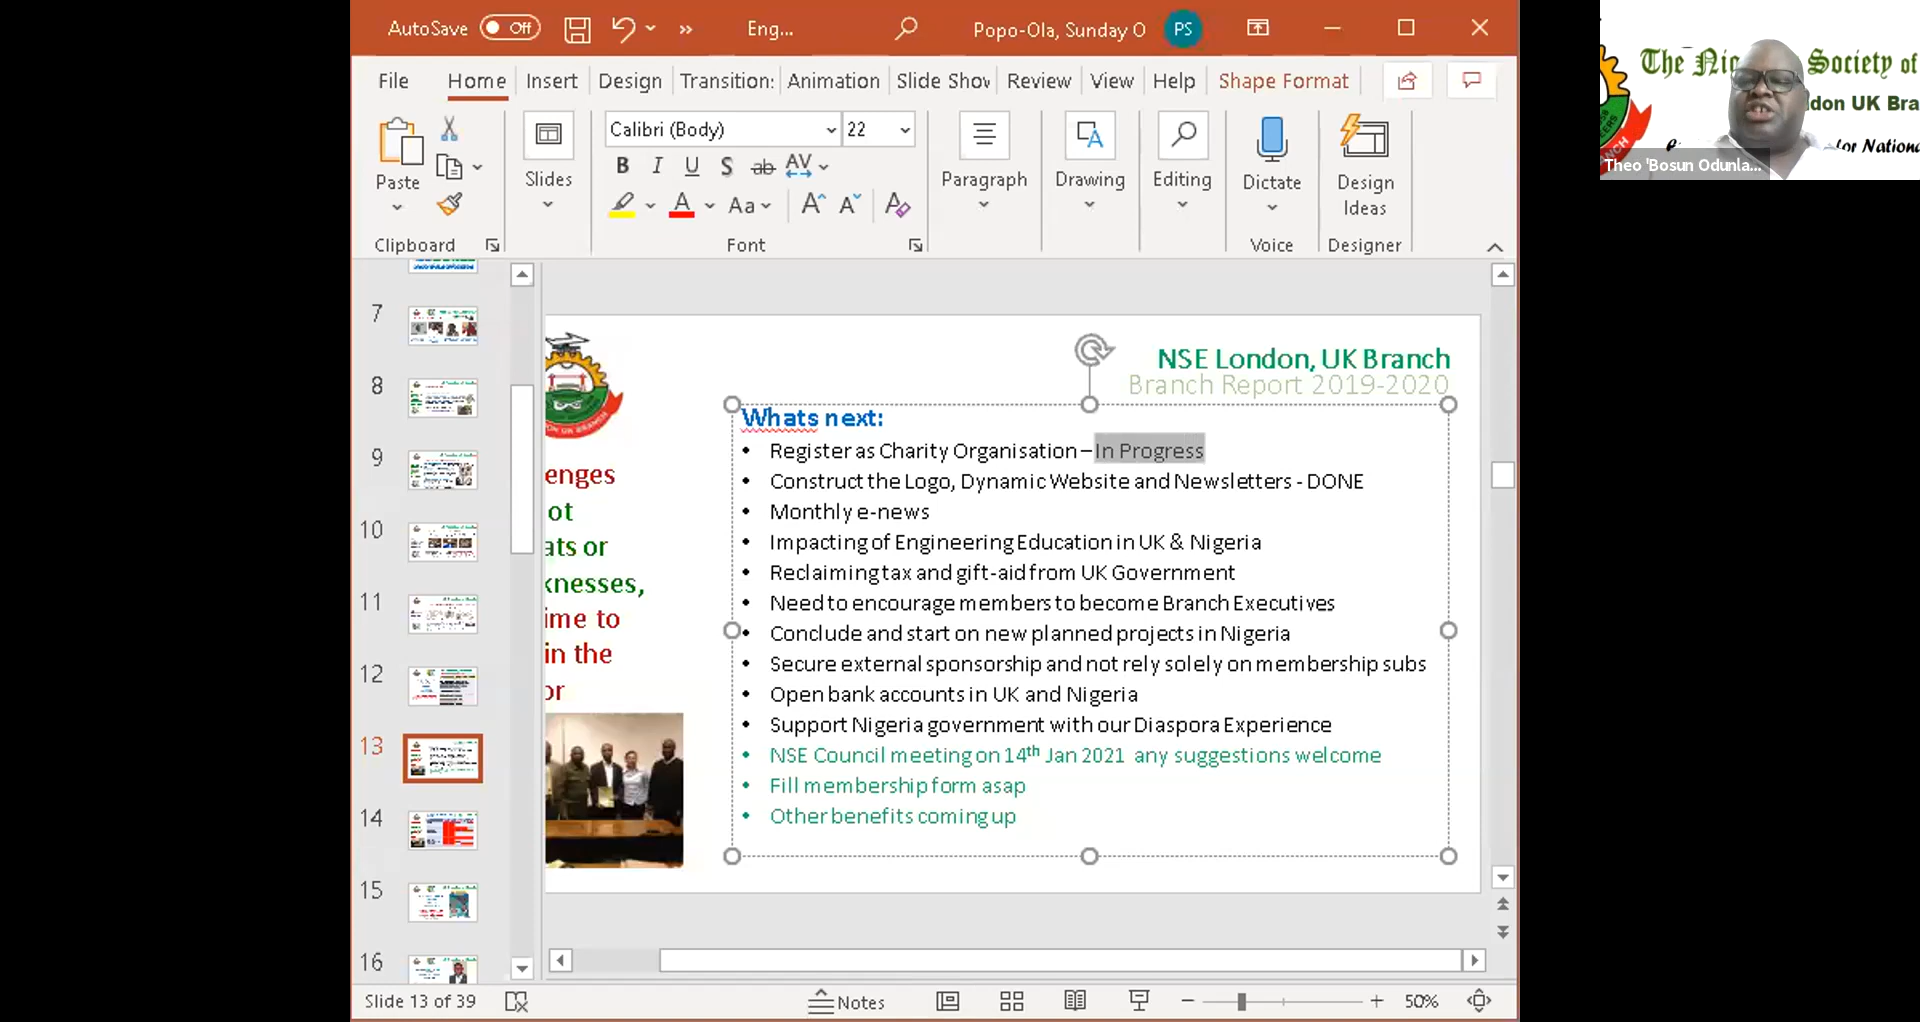 AutoSave Off Eng... Popo-Ola, Sunday O PS
File Home Insert Design Transition: Animation Slide Shov Review View Help Shape Format
Calibri (Body) 22
Paste Slides Paragraph Drawing Editing Dictate Design Ideas
B I U S ab AV
Aa A A
Clipboard Font Voice Designer
7
8
9
10
11
12
13
14
15
16
NSE London, UK Branch
Branch Report 2019-2020
enges
ot
ats or
knesses,
ime to
in the
or
Whats next:
• Register as Charity Organisation – In Progress
• Construct the Logo, Dynamic Website and Newsletters - DONE
• Monthly e-news
• Impacting of Engineering Education in UK & Nigeria
• Reclaiming tax and gift-aid from UK Government
• Need to encourage members to become Branch Executives
• Conclude and start on new planned projects in Nigeria
• Secure external sponsorship and not rely solely on membership subs
• Open bank accounts in UK and Nigeria
• Support Nigeria government with our Diaspora Experience
• NSE Council meeting on 14th Jan 2021 any suggestions welcome
• Fill membership form asap
• Other benefits coming up
Slide 13 of 39 Notes 50%
The Nig Society of
don UK Bra
for National
Theo 'Bosun Odunla...